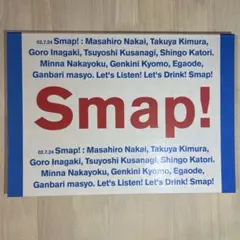 02.7.24 Smap! : Masahiro Nakai, Takuya Kimura,
Goro Inagaki, Tsuyoshi Kusanagi, Shingo Katori.
Minna Nakayoku, Genkini Kyomo, Egaode,
Ganbari masyo. Let's Listen! Let's Drink! Smap!
Smap!
02.7.24 Smap! : Masahiro Nakai, Takuya Kimura,
Goro Inagaki, Tsuyoshi Kusanagi, Shingo Katori.
Minna Nakayoku, Genkini Kyomo, Egaode,
Ganbari masyo. Let's Listen! Let's Drink! Smap!